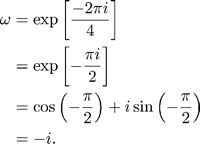 ω = exp[−2πi/4]
= exp[−πi/2]
= cos(−π/2) + i sin(−π/2)
= −i.